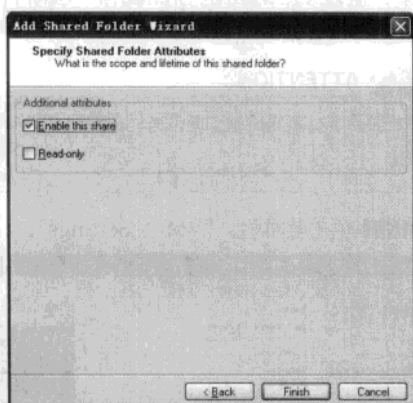 Add Shared Folder Wizard
Specify Shared Folder Attributes
What is the scope and lifetime of this shared folder?
Additional attributes
Enable this share
Read-only
< Back
Finish
Cancel